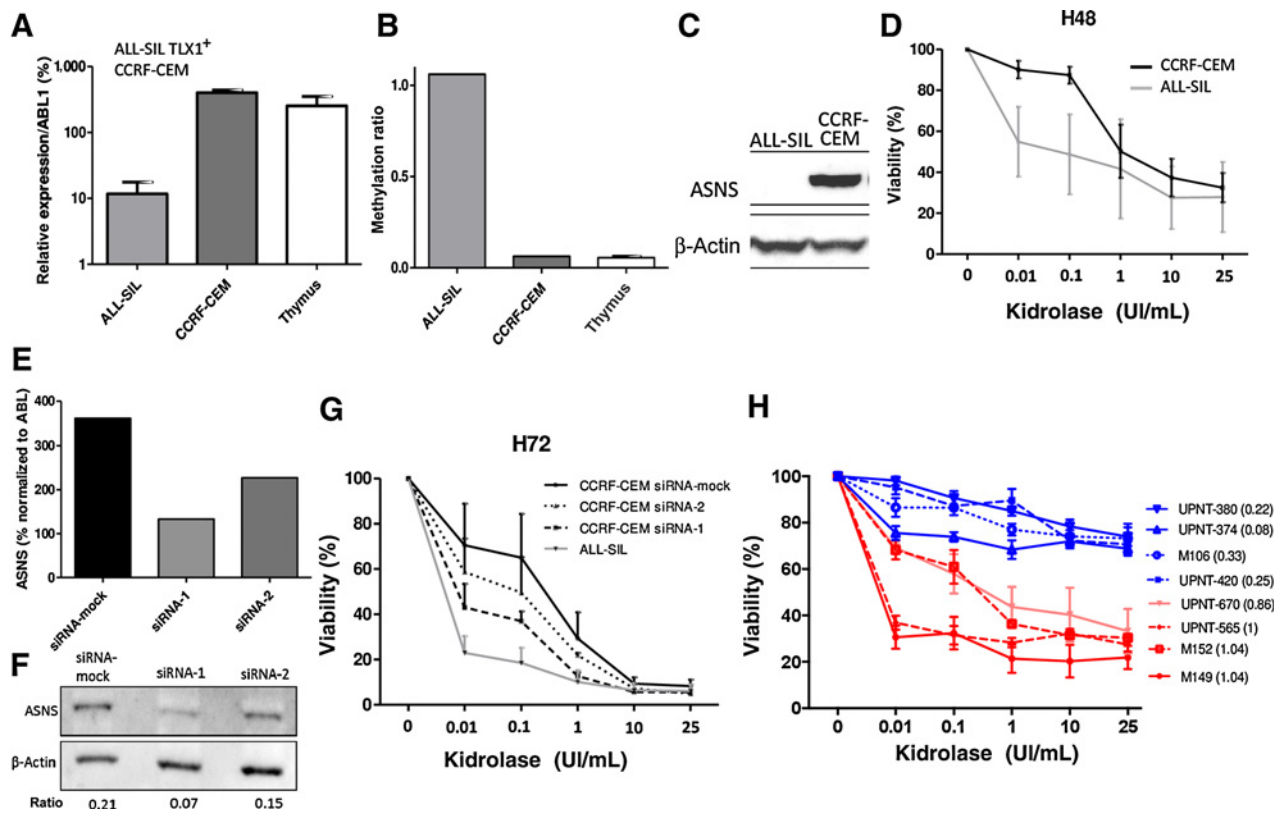 A
ALL-SIL TLX1+
CCRF-CEM
Relative expression/ABL1 (%)
1,000
100
10
1
ALL-SIL
CCRF-CEM
Thymus
B
Methylation ratio
1.0
0.5
0.0
ALL-SIL
CCRF-CEM
Thymus
C
ALL-SIL
CCRF-
CEM
ASNS
β-Actin
D
H48
Viability (%)
100
80
60
40
20
0
CCRF-CEM
ALL-SIL
0 0.01 0.1 1 10 25
Kidrolase (UI/mL)
E
ASNS (% normalized to ABL)
400
300
200
100
0
siRNA-mock
siRNA-1
siRNA-2
F
siRNA-
mock
siRNA-1
siRNA-2
ASNS
β-Actin
Ratio 0.21 0.07 0.15
G
H72
Viability (%)
100
80
60
40
20
0
CCRF-CEM siRNA-mock
CCRF-CEM siRNA-2
CCRF-CEM siRNA-1
ALL-SIL
0 0.01 0.1 1 10 25
Kidrolase (UI/mL)
H
Viability (%)
100
80
60
40
20
0
UPNT-380 (0.22)
UPNT-374 (0.08)
M106 (0.33)
UPNT-420 (0.25)
UPNT-670 (0.86)
UPNT-565 (1)
M152 (1.04)
M149 (1.04)
0 0.01 0.1 1 10 25
Kidrolase (UI/mL)